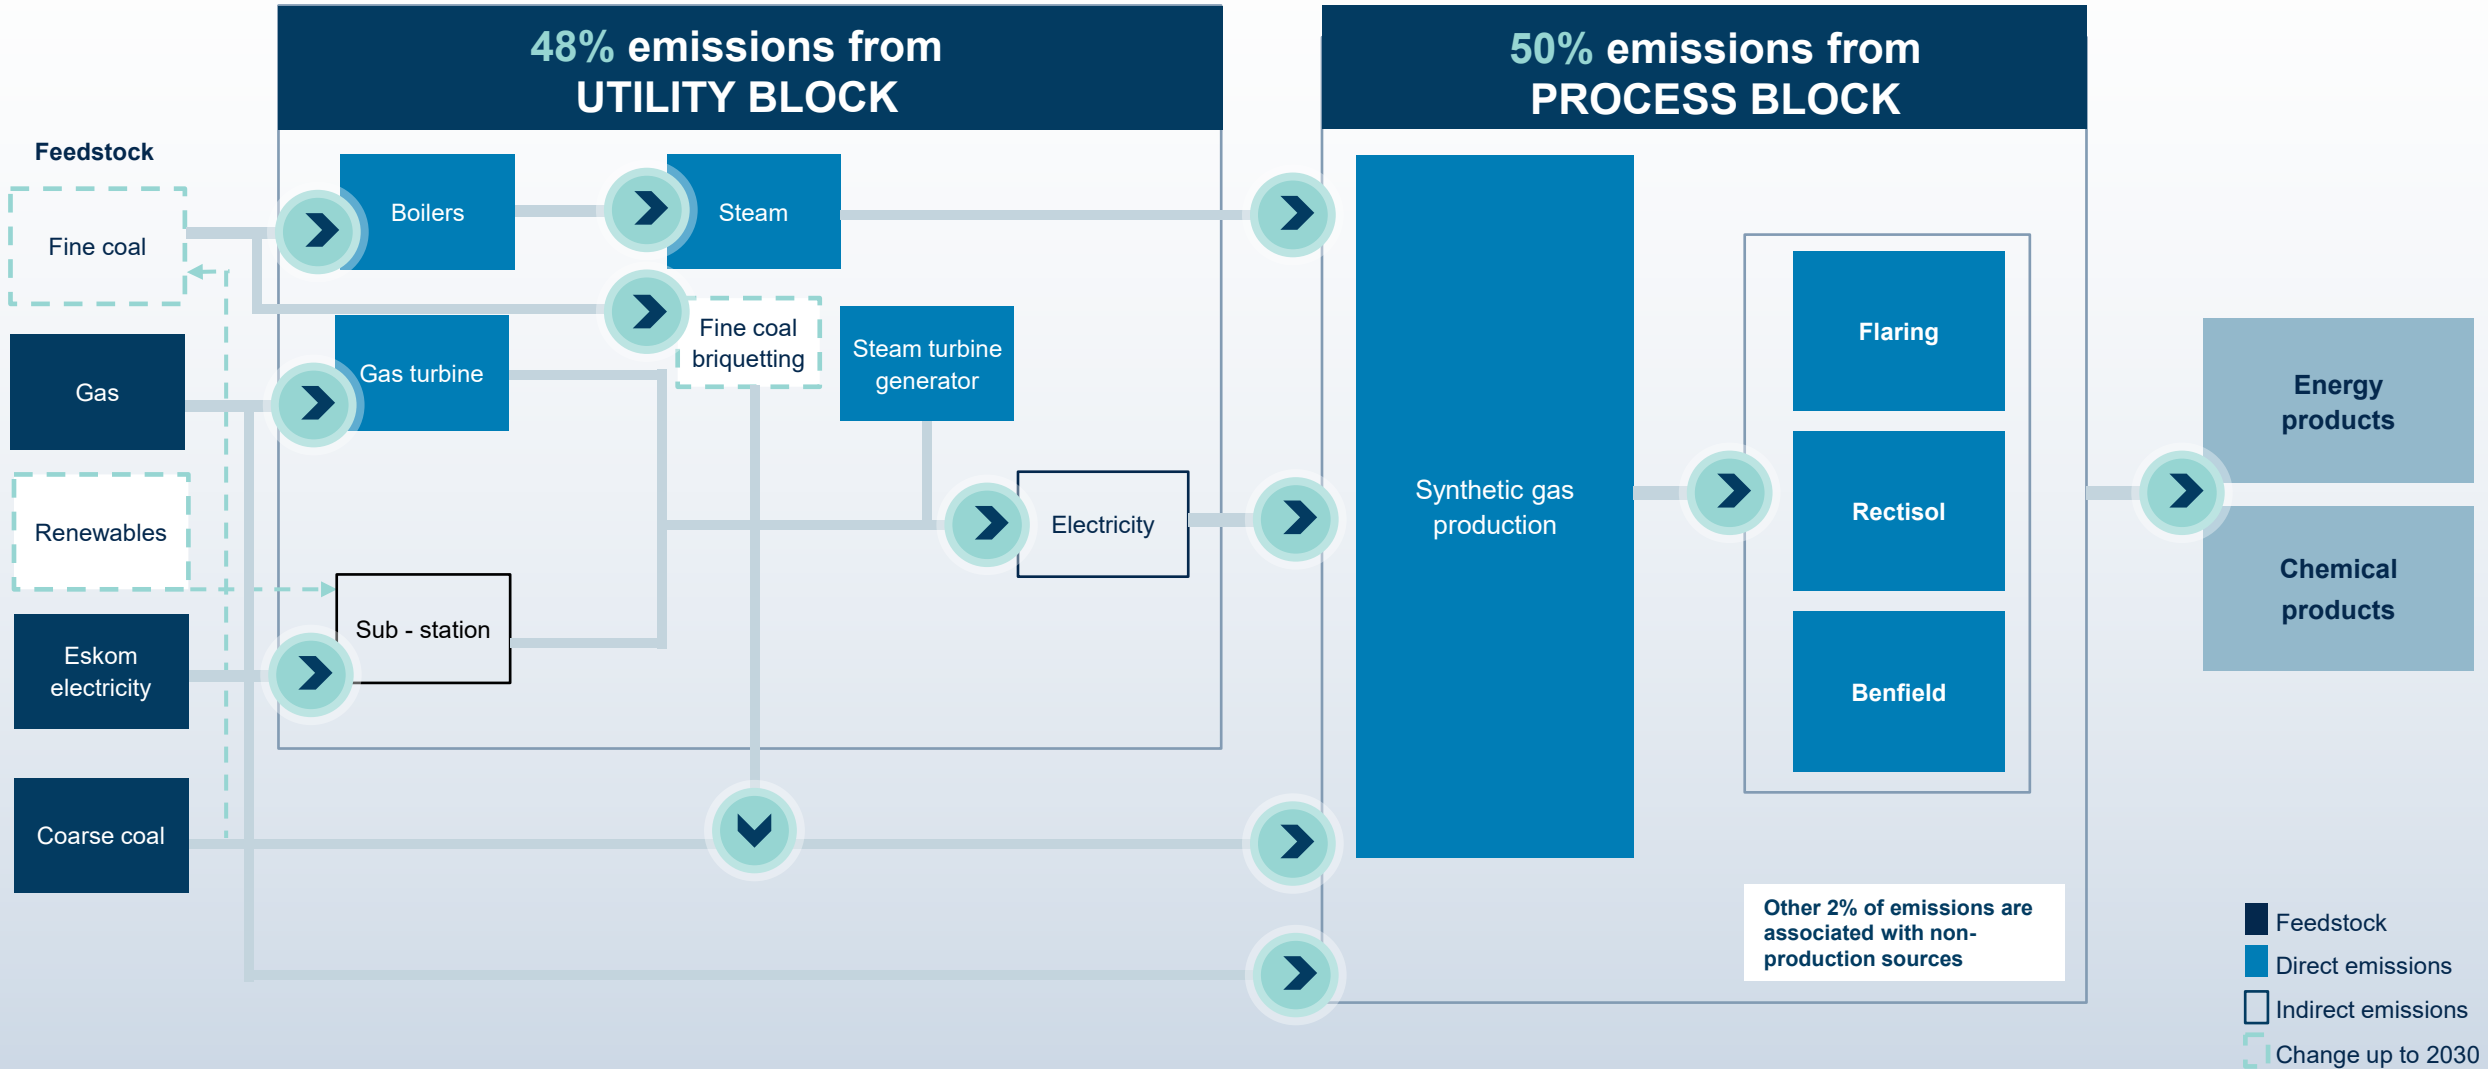 48% emissions from
UTILITY BLOCK
50% emissions from
PROCESS BLOCK
Feedstock
Fine coal
Gas
Renewables
Eskom
electricity
Coarse coal
Boilers
Steam
Fine coal
briquetting
Gas turbine
Steam turbine
generator
Electricity
Sub - station
Synthetic gas
production
Flaring
Rectisol
Benfield
Energy
products
Chemical
products
Other 2% of emissions are
associated with non-
production sources
Feedstock
Direct emissions
Indirect emissions
Change up to 2030